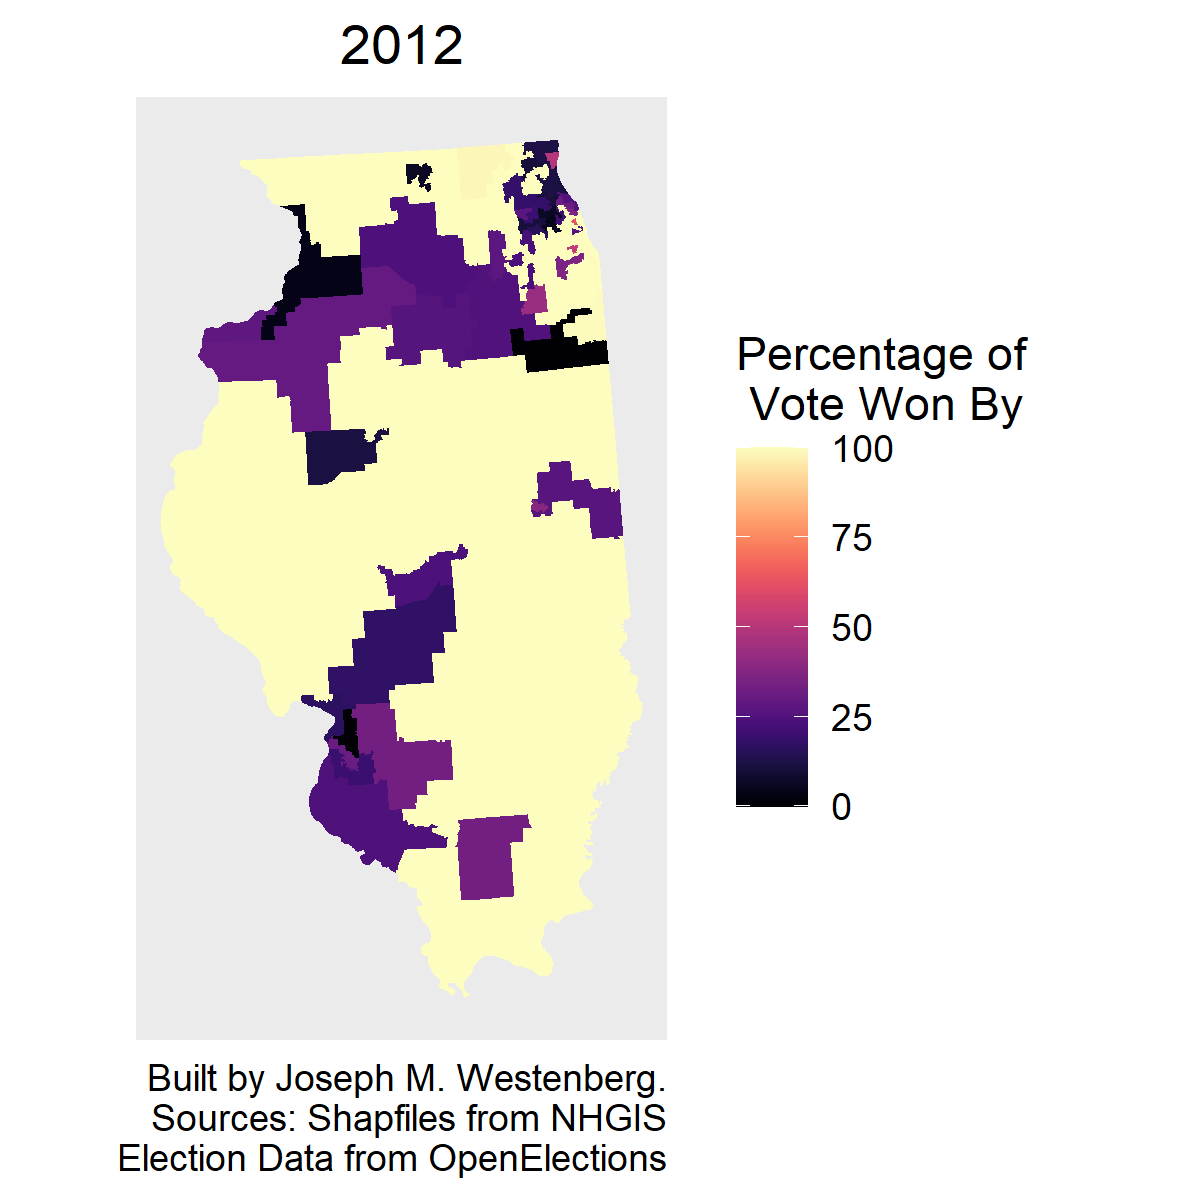 2012
Percentage of
Vote Won By
100
75
50
25
0
Built by Joseph M. Westenberg.
Sources: Shapfiles from NHGIS
Election Data from OpenElections